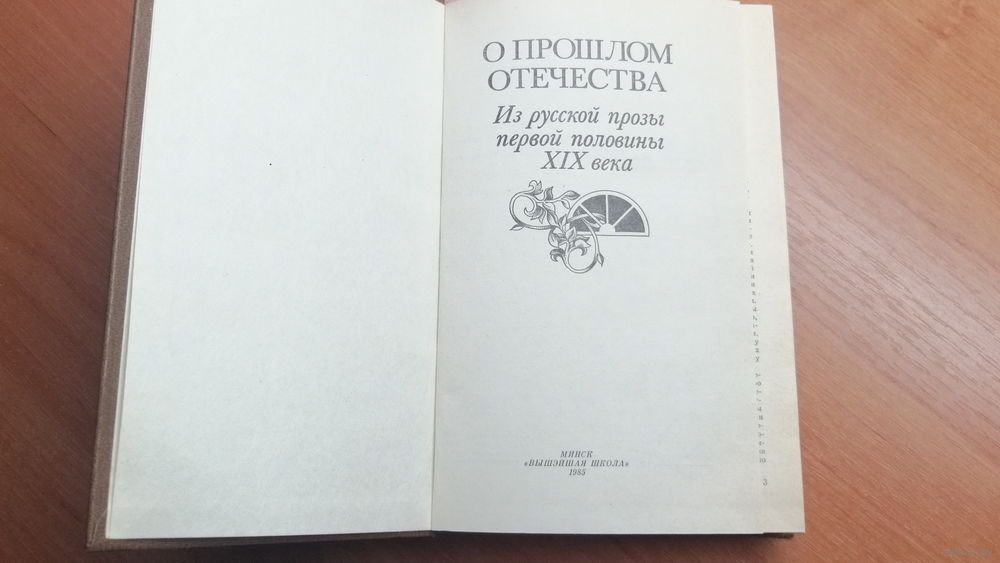 О ПРОШЛОМ
ОТЕЧЕСТВА
Из русской прозы
первой половины
XIX века
МИНСК
«ВЫШЭЙШАЯ ШКОЛА»
1985
3